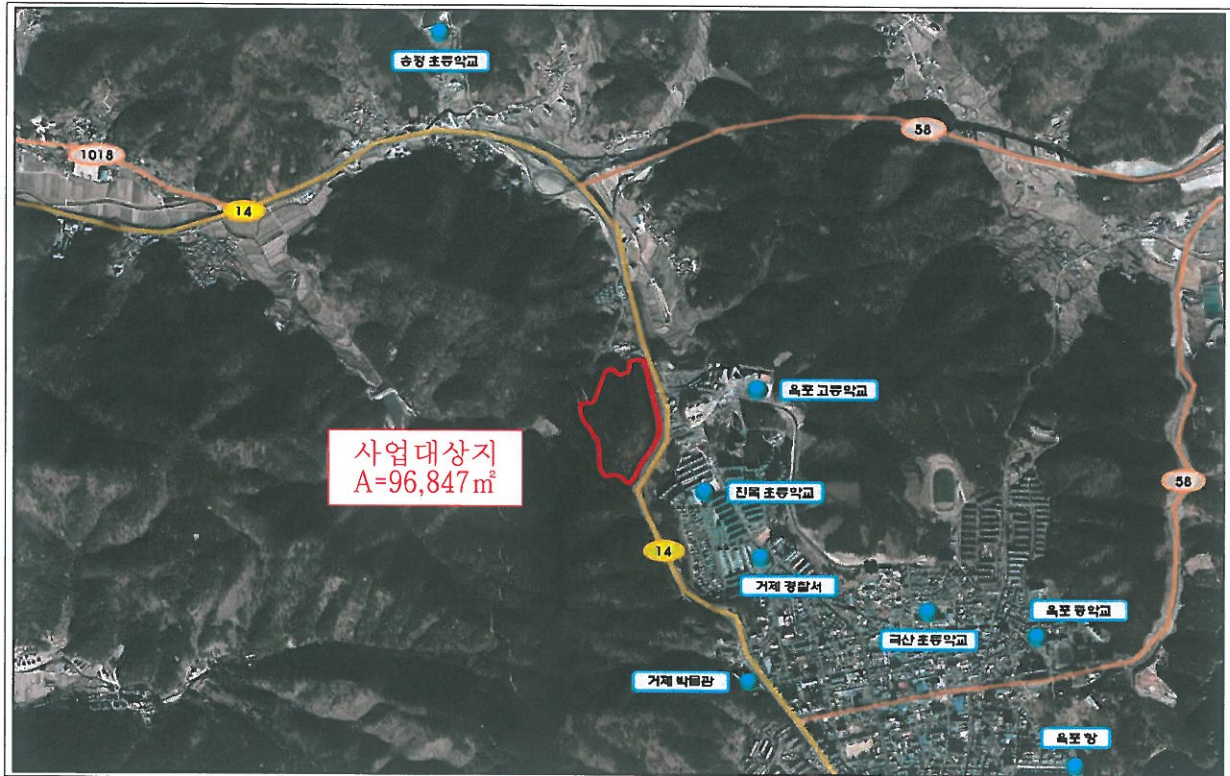 송정 초등학교
58
1018
14
옥포 고등학교
사업대상지
A=96,847㎡
58
진목 초등학교
14
거제 경찰서
국산 초등학교
옥포 중학교
거제 박물관
옥포 항